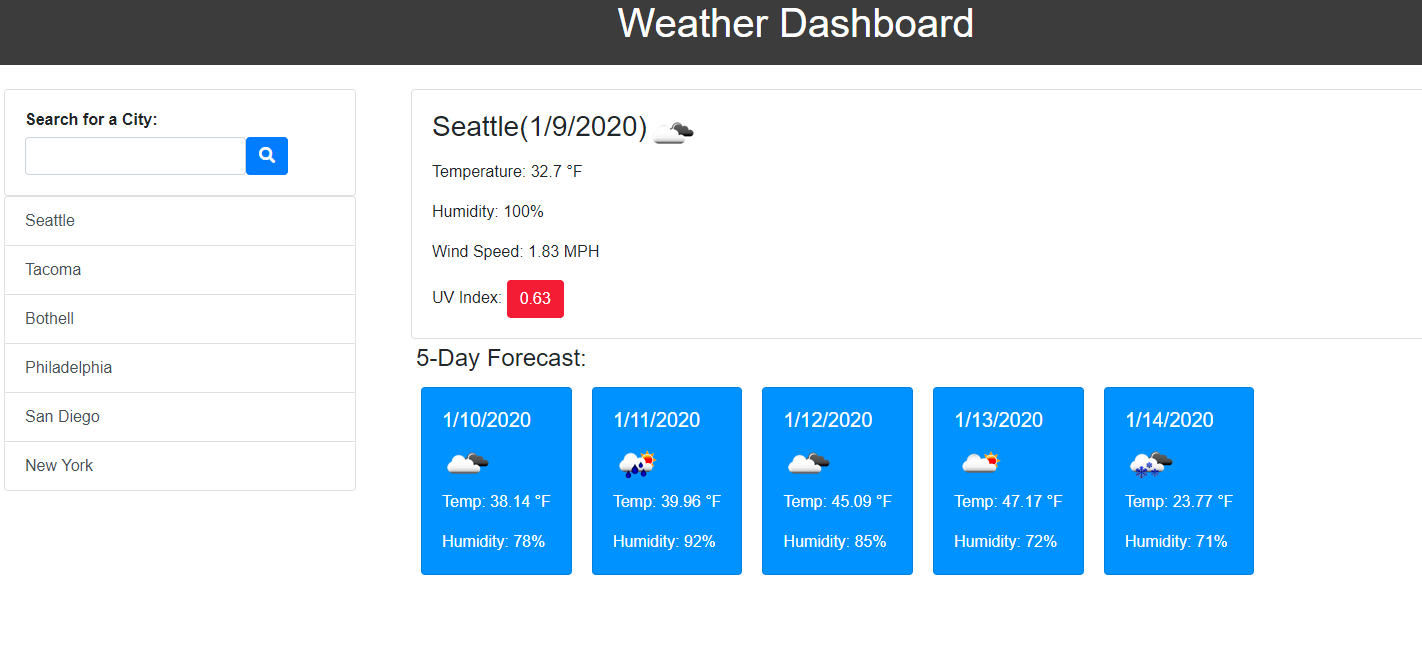 Weather Dashboard
Search for a City:
Seattle
Tacoma
Bothell
Philadelphia
San Diego
New York
Seattle(1/9/2020)
Temperature: 32.7 °F
Humidity: 100%
Wind Speed: 1.83 MPH
UV Index: 0.63
5-Day Forecast:
1/10/2020
Temp: 38.14 °F
Humidity: 78%
1/11/2020
Temp: 39.96 °F
Humidity: 92%
1/12/2020
Temp: 45.09 °F
Humidity: 85%
1/13/2020
Temp: 47.17 °F
Humidity: 72%
1/14/2020
Temp: 23.77 °F
Humidity: 71%